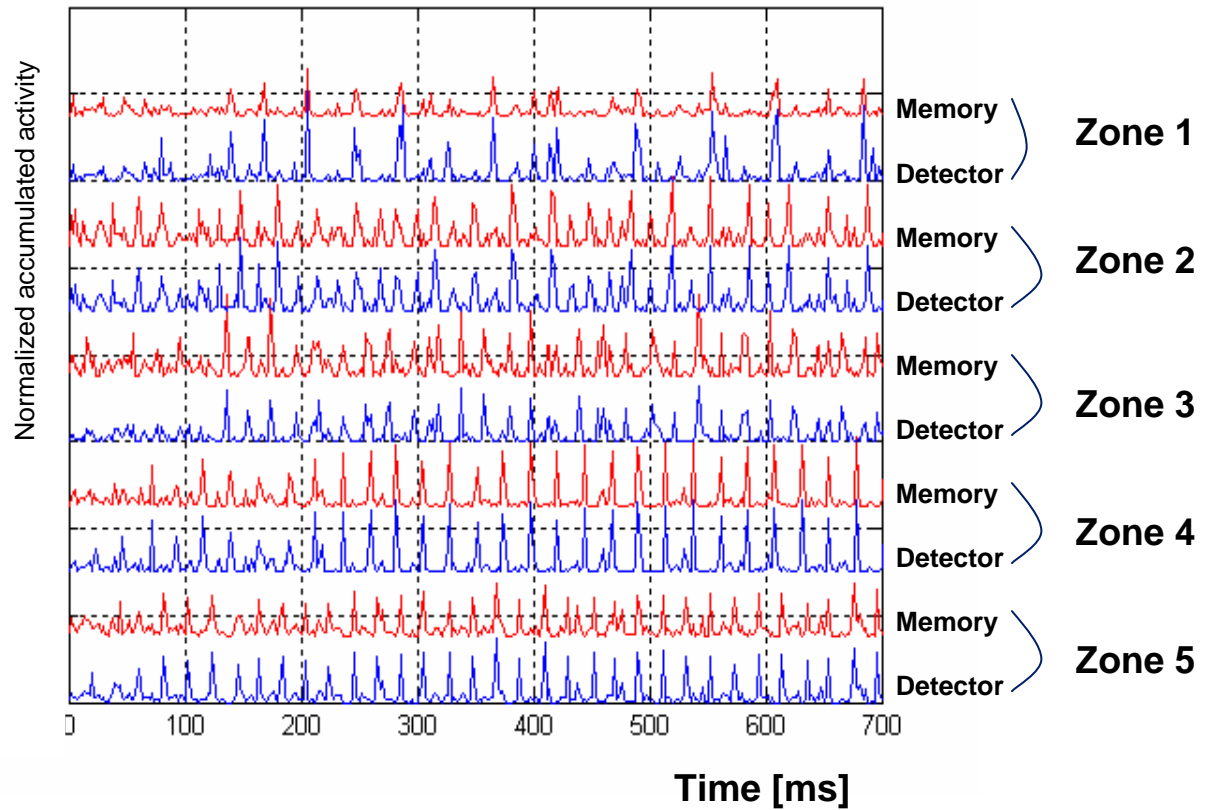 Normalized accumulated activity
Memory
Detector
Zone 1
Memory
Detector
Zone 2
Memory
Detector
Zone 3
Memory
Detector
Zone 4
Memory
Detector
Zone 5
0 100 200 300 400 500 600 700
Time [ms]